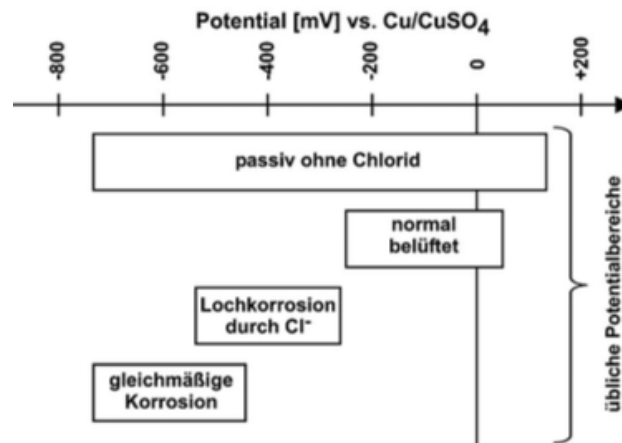 Potential [mV] vs. Cu/CuSO₄
-800
-600
-400
-200
0
+200
passiv ohne Chlorid
normal
belüftet
Lochkorrosion
durch Cl⁻
gleichmäßige
Korrosion
übliche Potentialbereiche